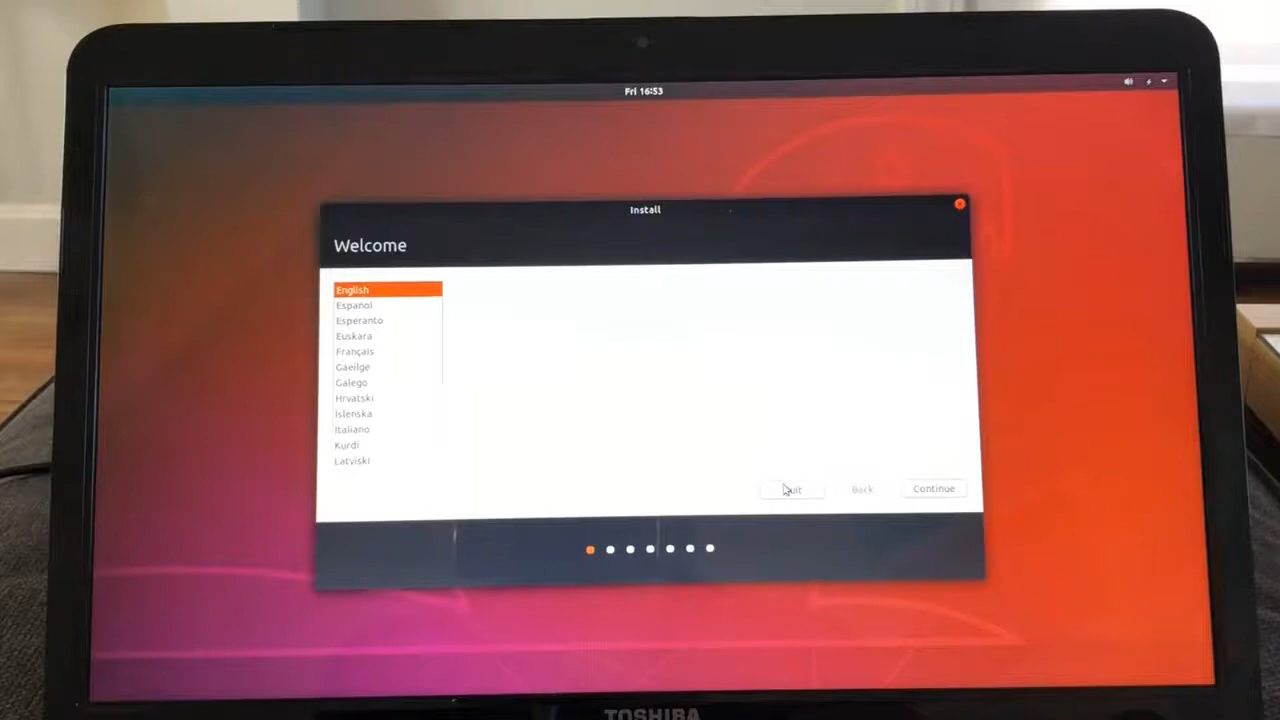 Fri 16:53
Install
Welcome
English
Español
Esperanto
Euskara
Français
Gaeilge
Galego
Hrvatski
Íslenska
Italiano
Kurdî
Latviski
Quit Back Continue
TOSHIBA